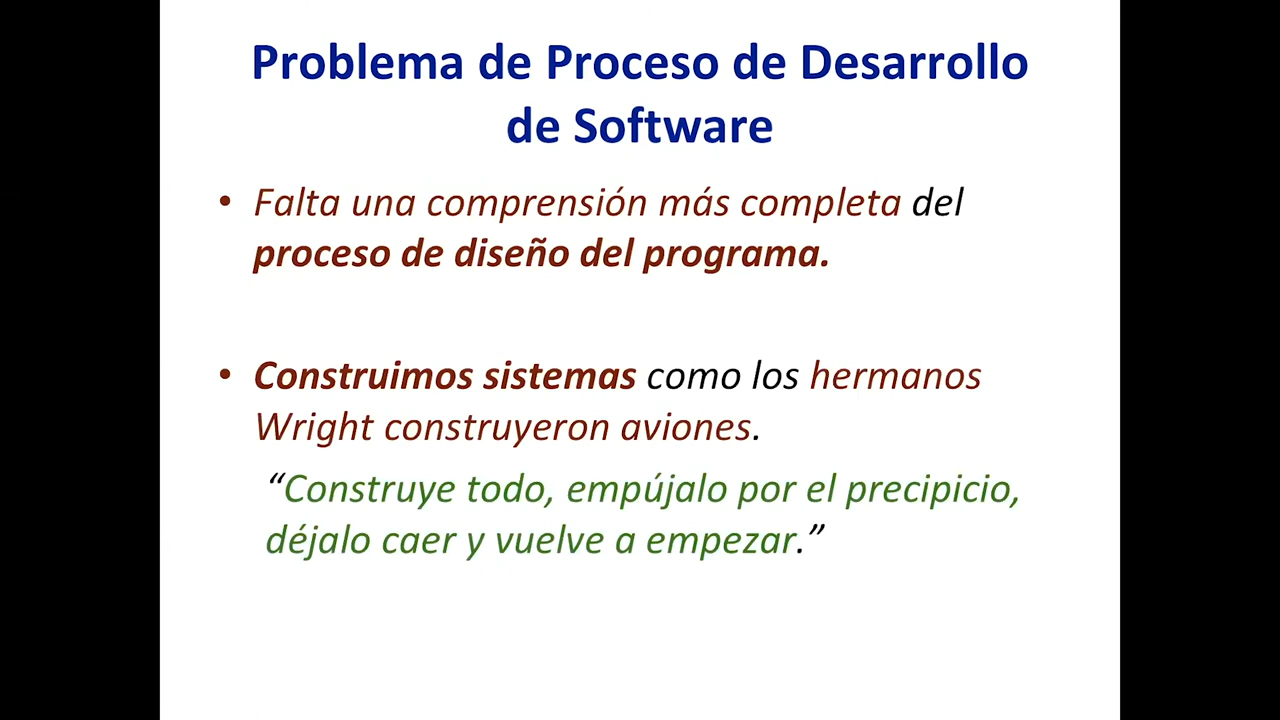 Problema de Proceso de Desarrollo
de Software
• Falta una comprensión más completa del
proceso de diseño del programa.
• Construimos sistemas como los hermanos
Wright construyeron aviones.
“Construye todo, empújalo por el precipicio,
déjalo caer y vuelve a empezar.”